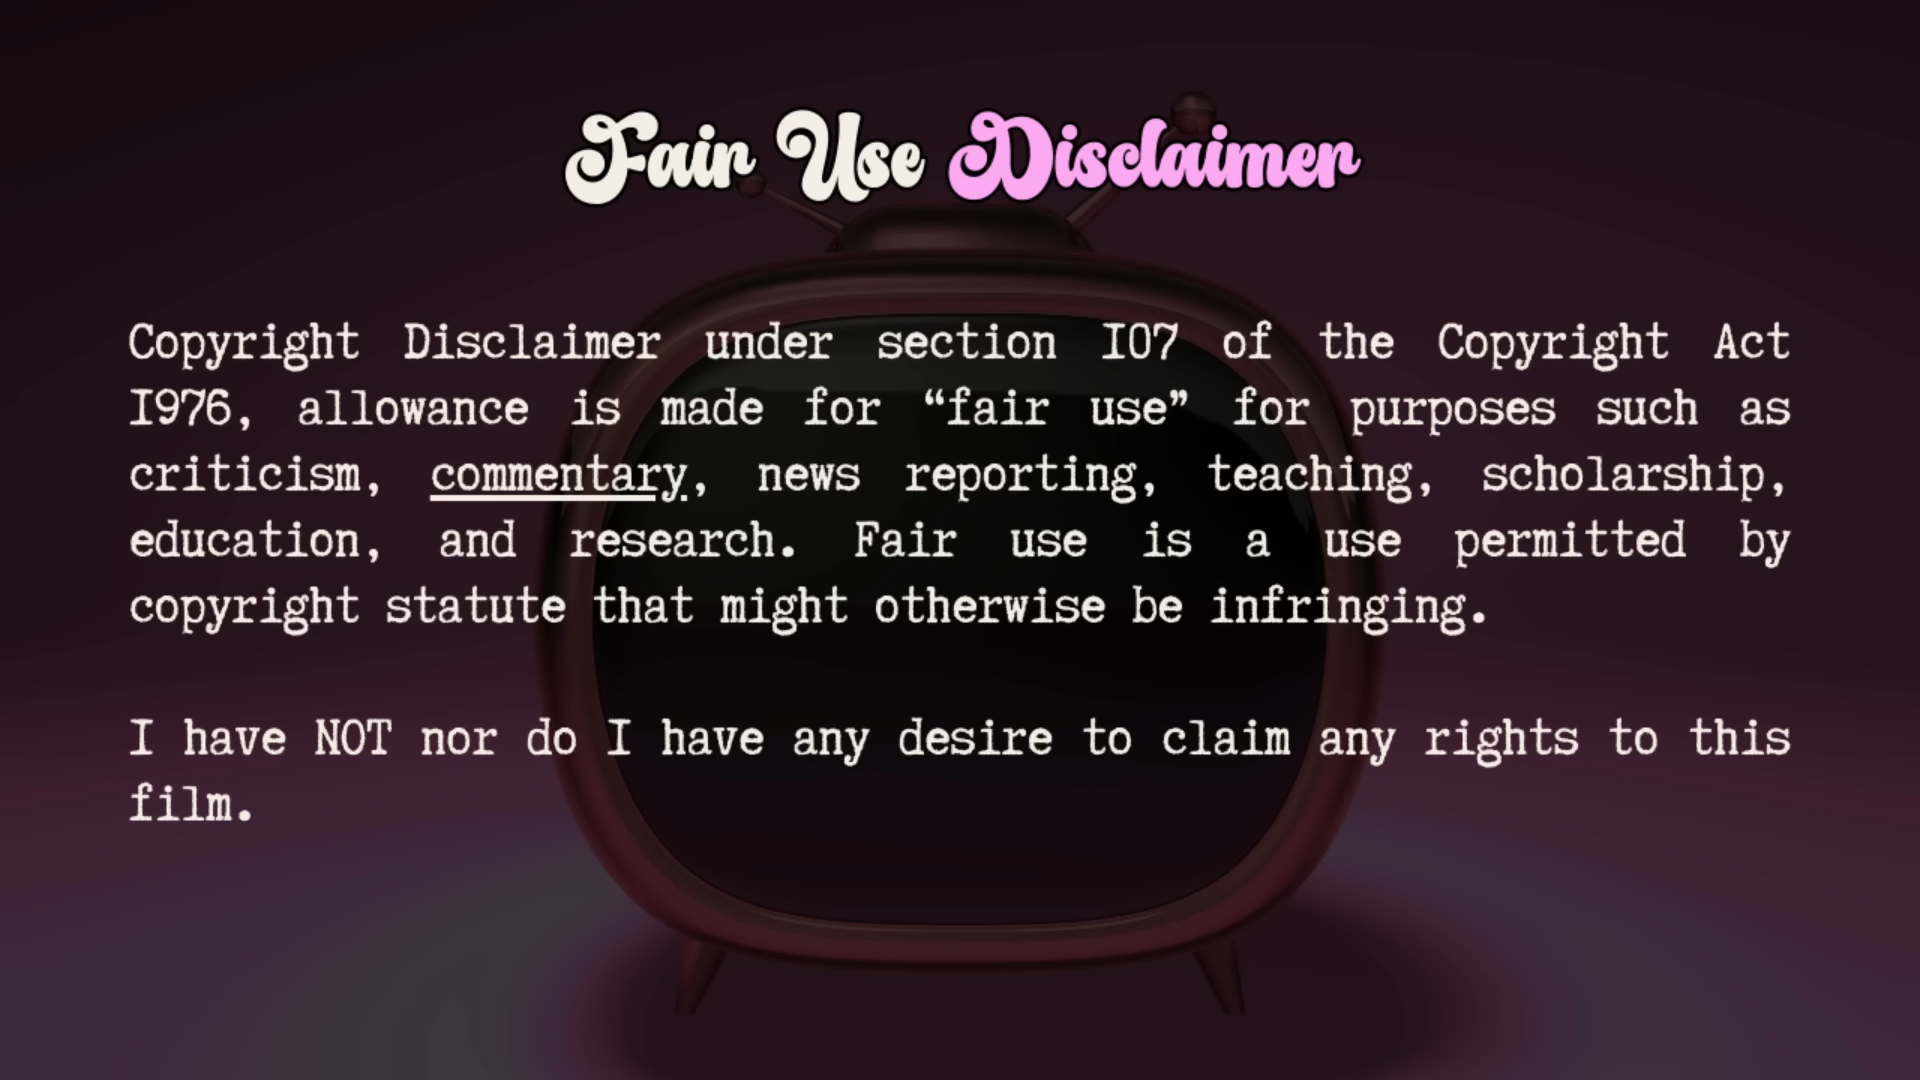 Fair Use Disclaimer
Copyright Disclaimer under section I07 of the Copyright Act
I976, allowance is made for “fair use” for purposes such as
criticism, commentary, news reporting, teaching, scholarship,
education, and research. Fair use is a use permitted by
copyright statute that might otherwise be infringing.
I have NOT nor do I have any desire to claim any rights to this
film.